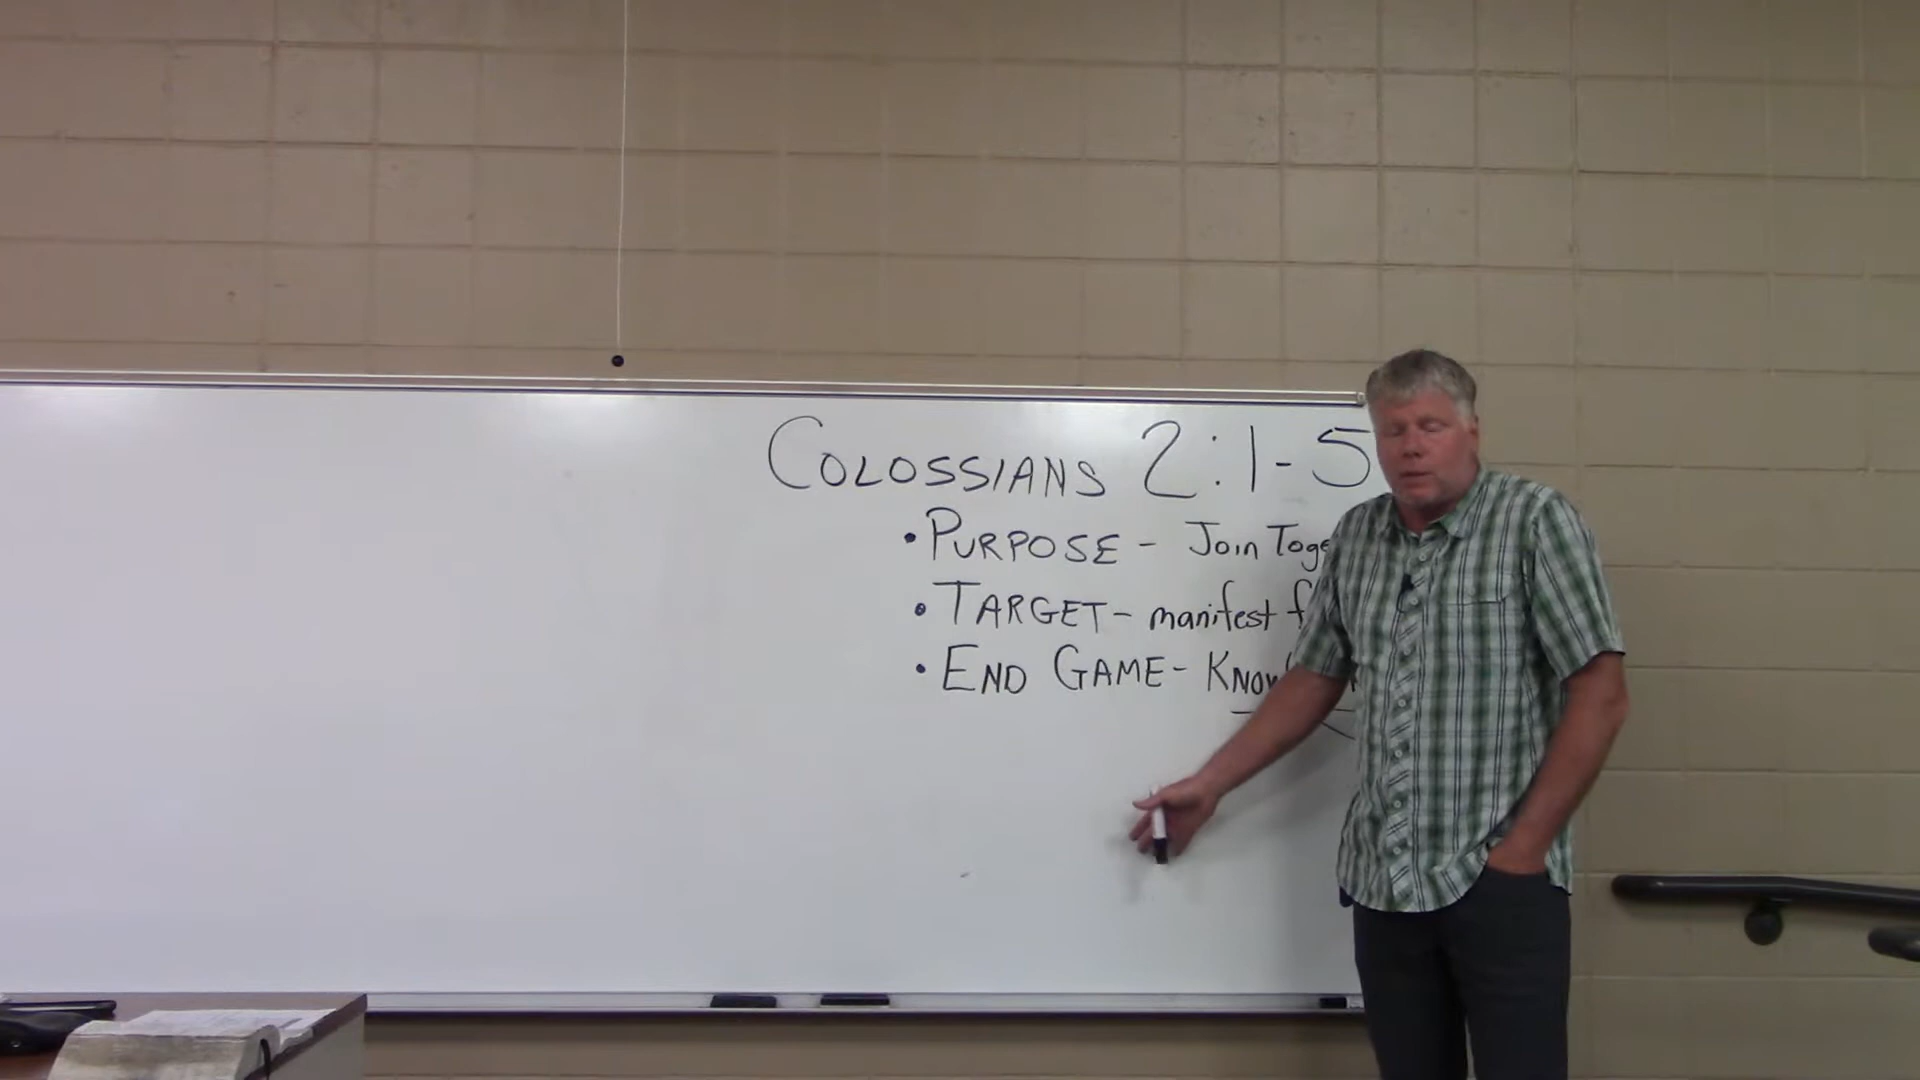 COLOSSIANS 2:1-5
• PURPOSE - Join
• TARGET - manifest
• END GAME -